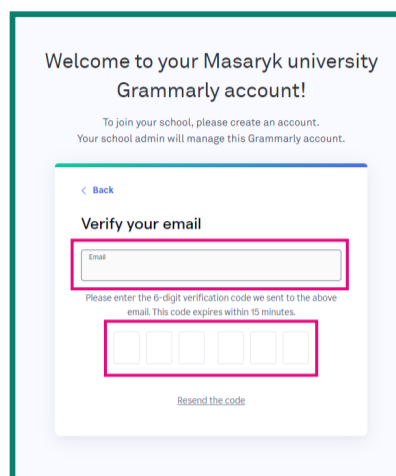 Welcome to your Masaryk university
Grammarly account!
To join your school, please create an account.
Your school admin will manage this Grammarly account.
< Back
Verify your email
Email
Please enter the 6-digit verification code we sent to the above
email. This code expires within 15 minutes.
Resend the code